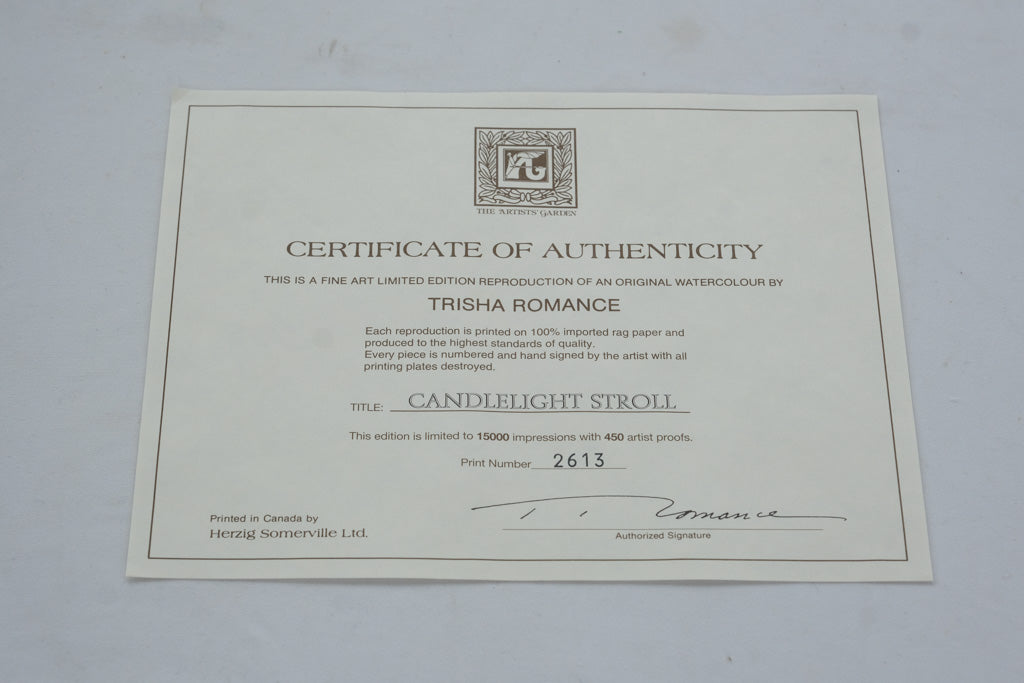 THE ARTISTS' GARDEN
CERTIFICATE OF AUTHENTICITY
THIS IS A FINE ART LIMITED EDITION REPRODUCTION OF AN ORIGINAL WATERCOLOUR BY
TRISHA ROMANCE
Each reproduction is printed on 100% imported rag paper and
produced to the highest standards of quality.
Every piece is numbered and hand signed by the artist with all
printing plates destroyed.
TITLE: CANDLELIGHT STROLL
This edition is limited to 15000 impressions with 450 artist proofs.
Print Number 2613
T. Romance
Printed in Canada by
Herzig Somerville Ltd.
Authorized Signature